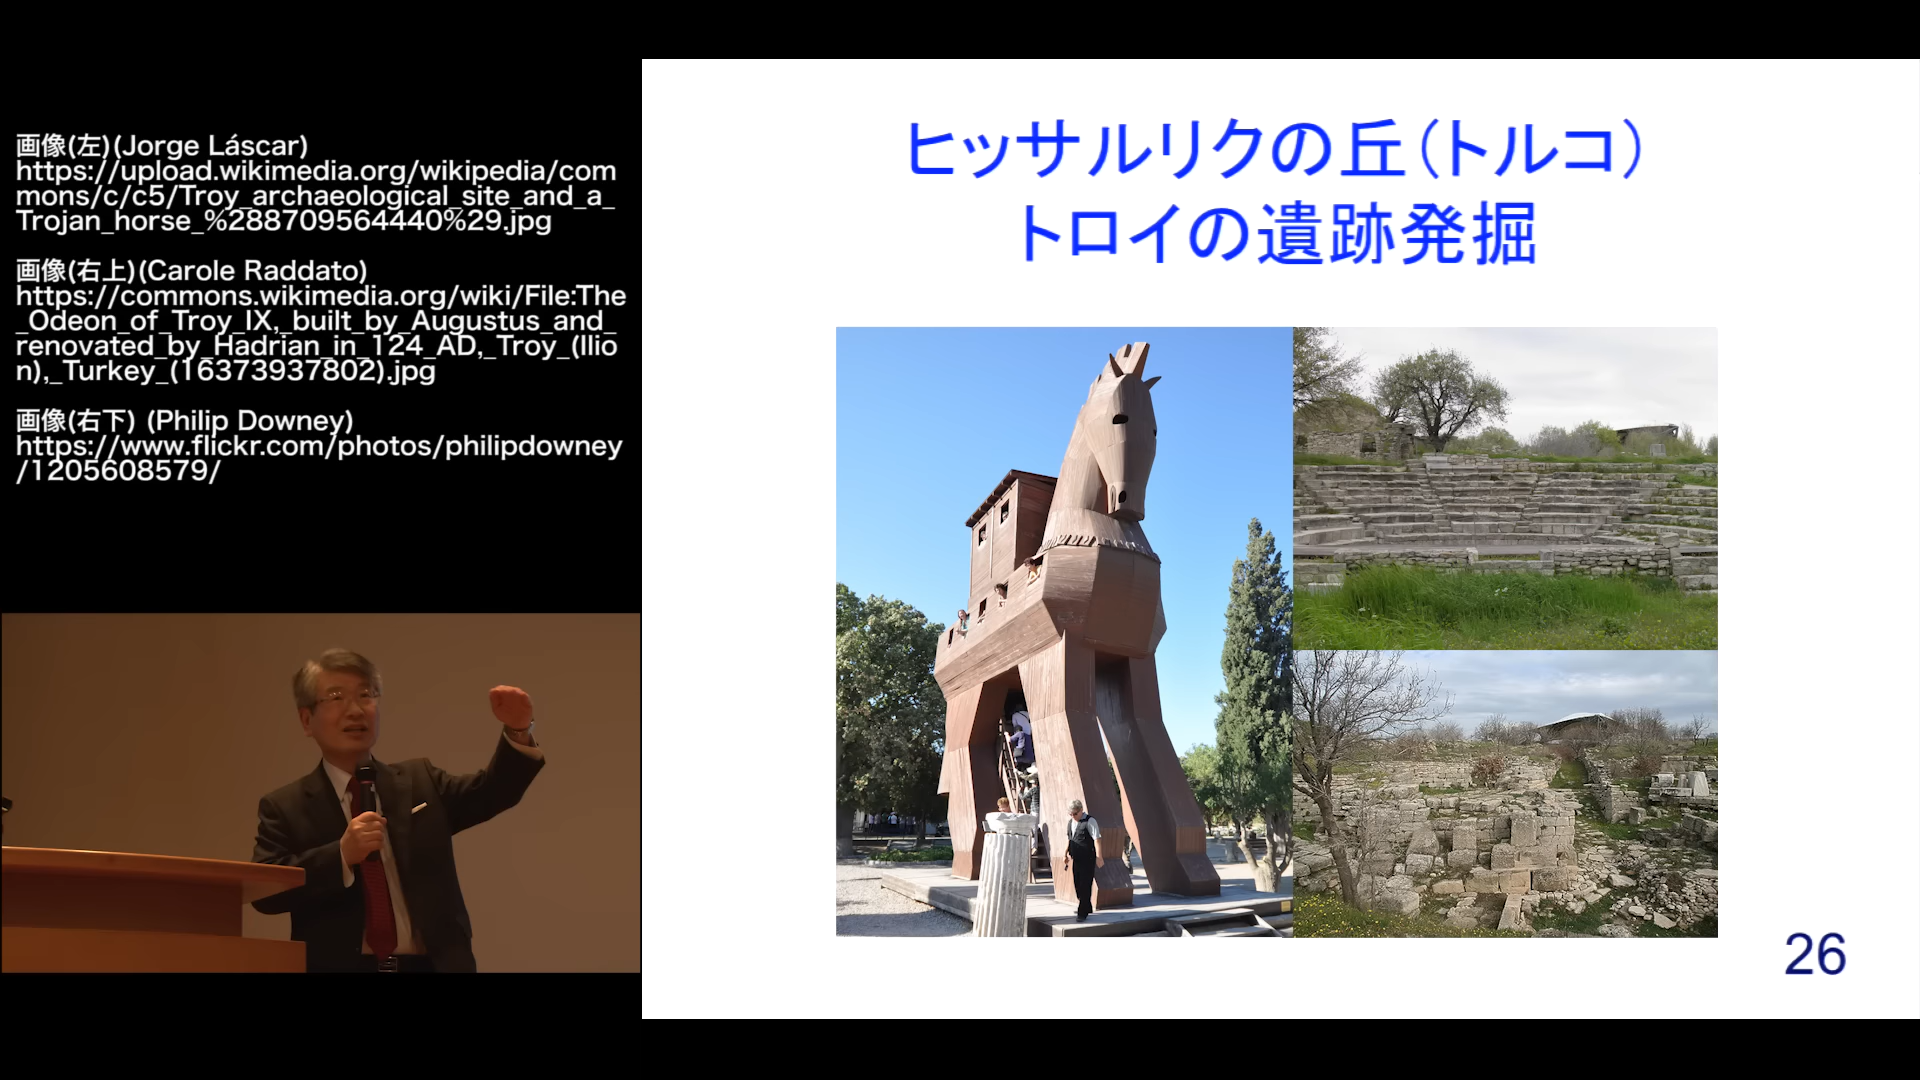 画像(左)(Jorge Láscar)
https://upload.wikimedia.org/wikipedia/com
mons/c/c5/Troy_archaeological_site_and_a_
Trojan_horse_%288709564440%29.jpg
画像(右上)(Carole Raddato)
https://commons.wikimedia.org/wiki/File:The
_Odeon_of_Troy_IX,_built_by_Augustus_and_
renovated_by_Hadrian_in_124_AD,_Troy_(Ilio
n),_Turkey_(16373937802).jpg
画像(右下) (Philip Downey)
https://www.flickr.com/photos/philipdowney
/1205608579/
ヒッサルリクの丘(トルコ)
トロイの遺跡発掘
26